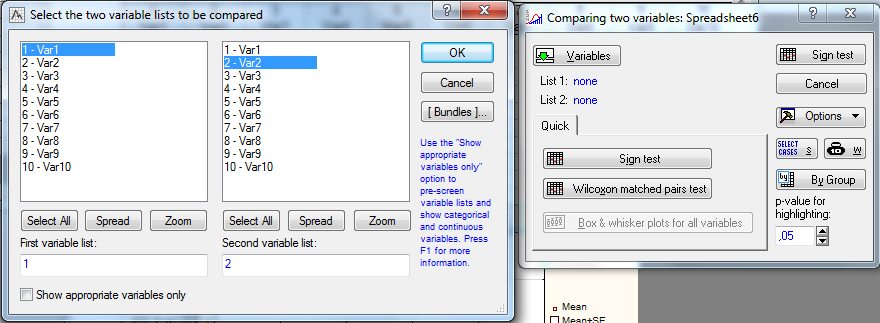 Select the two variable lists to be compared
1 - Var1
2 - Var2
3 - Var3
4 - Var4
5 - Var5
6 - Var6
7 - Var7
8 - Var8
9 - Var9
10 - Var10
1 - Var1
2 - Var2
3 - Var3
4 - Var4
5 - Var5
6 - Var6
7 - Var7
8 - Var8
9 - Var9
10 - Var10
OK
Cancel
[ Bundles ]...
Use the "Show
appropriate
variables only"
option to
pre-screen
variable lists and
show categorical
and continuous
variables. Press
F1 for more
information.
Select All
Spread
Zoom
Select All
Spread
Zoom
First variable list:
1
Second variable list:
2
Show appropriate variables only
Comparing two variables: Spreadsheet6
Variables
List 1: none
List 2: none
Quick
Sign test
Wilcoxon matched pairs test
Box & whisker plots for all variables
Sign test
Cancel
Options
SELECT
CASES S
W
By Group
p-value for
highlighting:
,05
Mean
Mean±SE